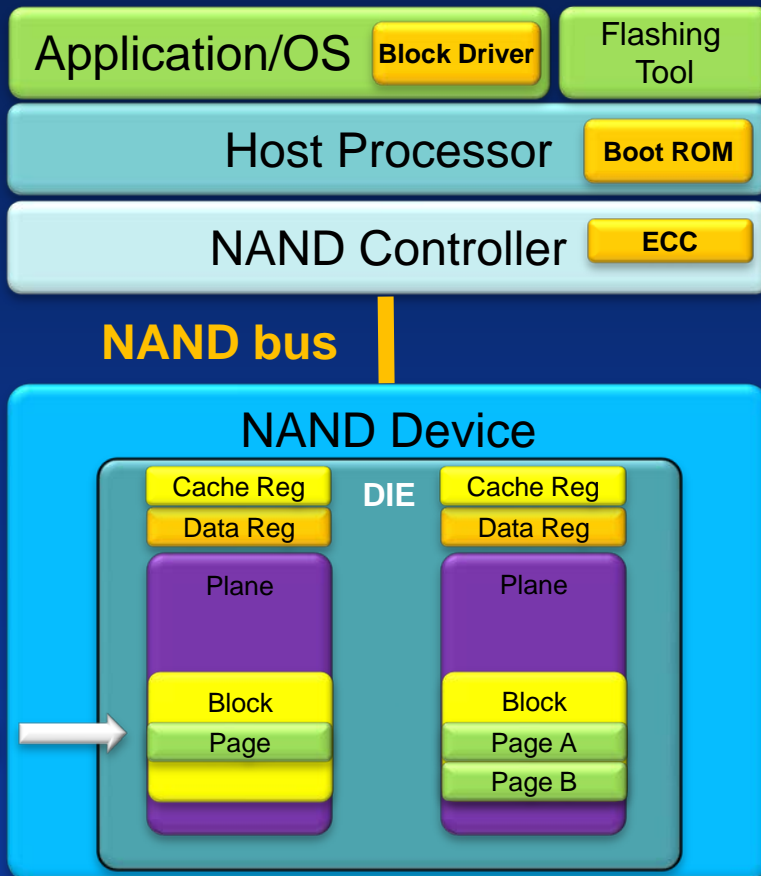 Application/OS
Block Driver
Flashing
Tool
Host Processor
Boot ROM
NAND Controller
ECC
NAND bus
NAND Device
Cache Reg
DIE
Cache Reg
Data Reg
Data Reg
Plane
Plane
Block
Block
Page
Page A
Page B